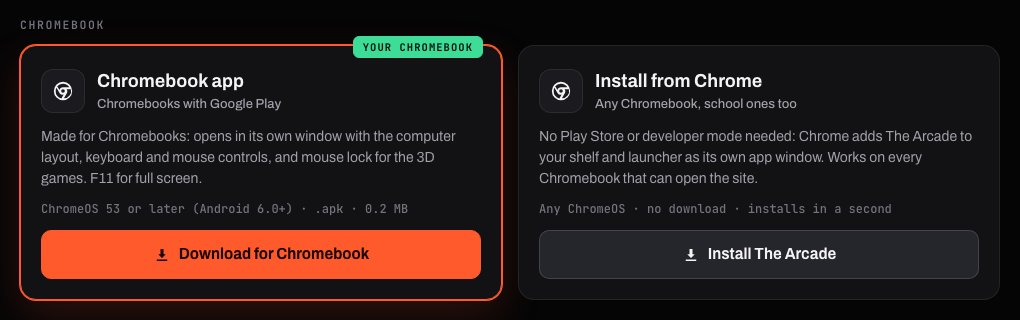 CHROMEBOOK
YOUR CHROMEBOOK
Chromebook app
Chromebooks with Google Play
Made for Chromebooks: opens in its own window with the computer
layout, keyboard and mouse controls, and mouse lock for the 3D
games. F11 for full screen.
ChromeOS 53 or later (Android 6.0+) · .apk · 0.2 MB
Download for Chromebook
Install from Chrome
Any Chromebook, school ones too
No Play Store or developer mode needed: Chrome adds The Arcade to
your shelf and launcher as its own app window. Works on every
Chromebook that can open the site.
Any ChromeOS · no download · installs in a second
Install The Arcade